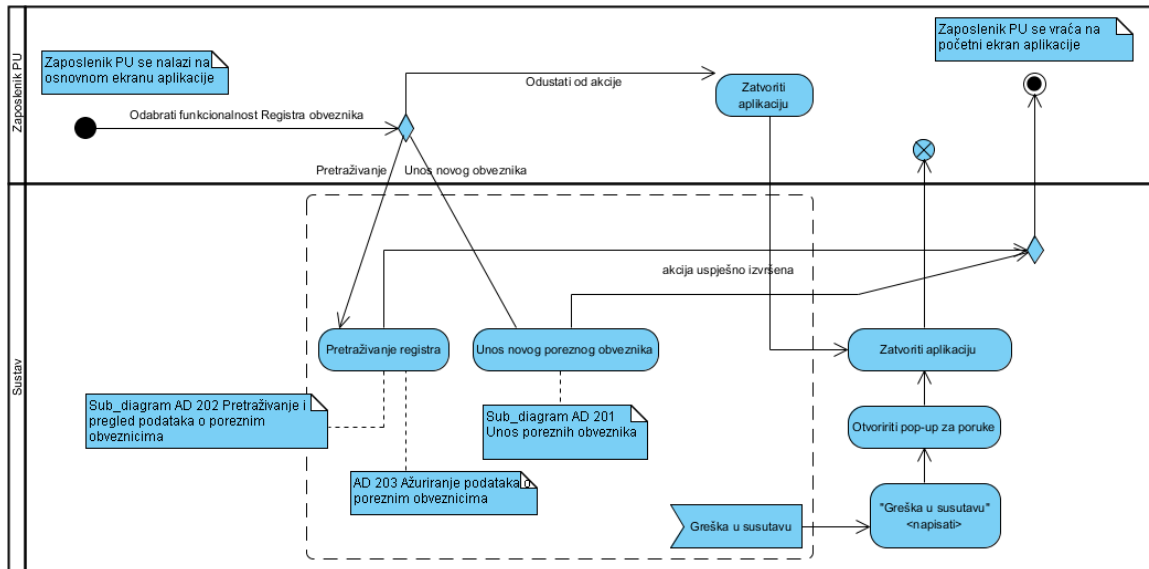 Zaposlenik PU
Zaposlenik PU se nalazi na
osnovnom ekranu aplikacije
Zaposlenik PU se vraća na
početni ekran aplikacije
Odustati od akcije
Zatvoriti
aplikaciju
Odabrati funkcionalnost Registra obveznika
Pretraživanje
Unos novog obveznika
Sustav
akcija uspješno izvršena
Pretraživanje registra
Unos novog poreznog obveznika
Zatvoriti aplikaciju
Sub_diagram AD 202 Pretraživanje i
pregled podataka o poreznim
obveznicima
Sub_diagram AD 201
Unos poreznih obveznika
Otvoririti pop-up za poruke
AD 203 Ažuriranje podataka o
poreznim obveznicima
Greška u susutavu
"Greška u susutavu"
<napisati>